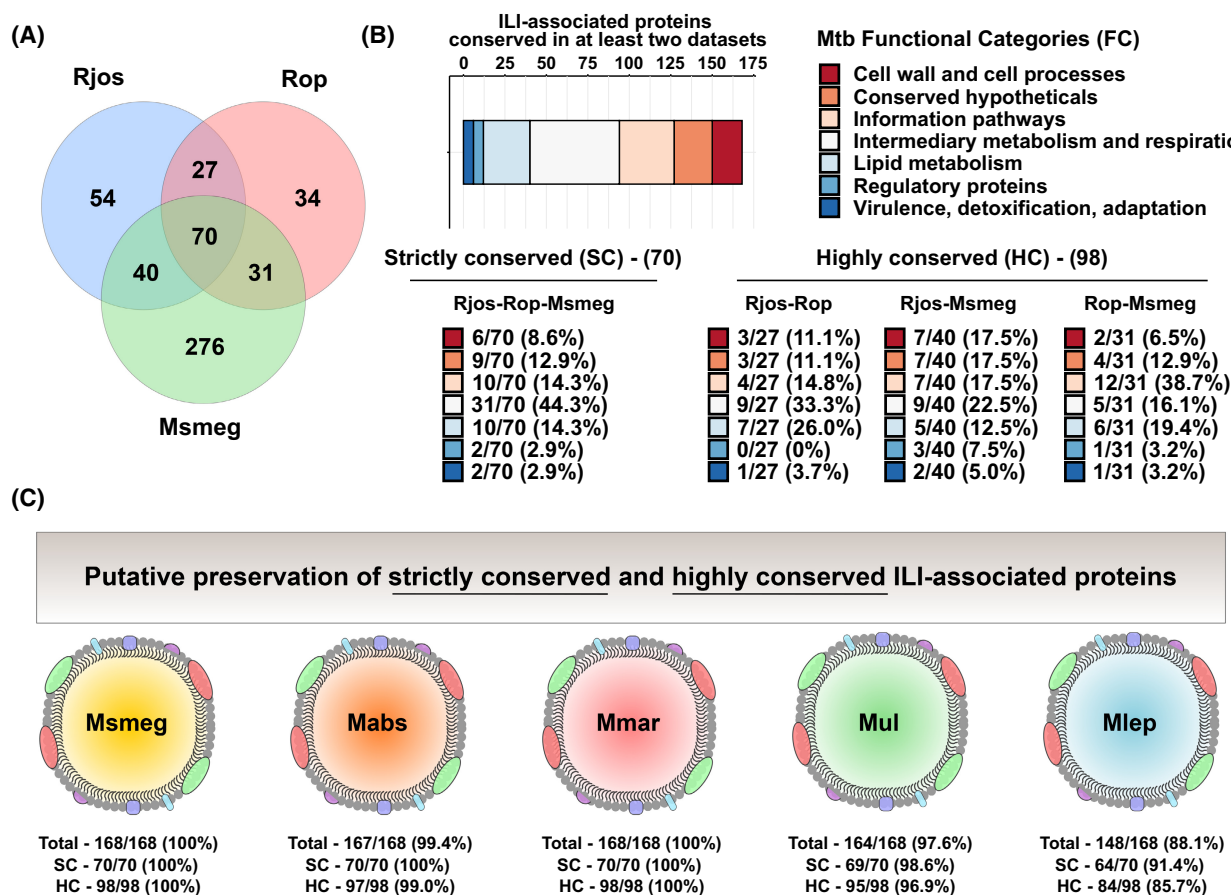 (A)
Rjos
Rop
27
54
34
70
40
31
276
Msmeg
(B)
ILI-associated proteins
conserved in at least two datasets
0 25 50 75 100 125 150 175
Mtb Functional Categories (FC)
Cell wall and cell processes
Conserved hypotheticals
Information pathways
Intermediary metabolism and respiratio
Lipid metabolism
Regulatory proteins
Virulence, detoxification, adaptation
Strictly conserved (SC) - (70)
Rjos-Rop-Msmeg
6/70 (8.6%)
9/70 (12.9%)
10/70 (14.3%)
31/70 (44.3%)
10/70 (14.3%)
2/70 (2.9%)
2/70 (2.9%)
Highly conserved (HC) - (98)
Rjos-Rop
3/27 (11.1%)
3/27 (11.1%)
4/27 (14.8%)
9/27 (33.3%)
7/27 (26.0%)
0/27 (0%)
1/27 (3.7%)
Rjos-Msmeg
7/40 (17.5%)
7/40 (17.5%)
7/40 (17.5%)
9/40 (22.5%)
5/40 (12.5%)
3/40 (7.5%)
2/40 (5.0%)
Rop-Msmeg
2/31 (6.5%)
4/31 (12.9%)
12/31 (38.7%)
5/31 (16.1%)
6/31 (19.4%)
1/31 (3.2%)
1/31 (3.2%)
(C)
Putative preservation of strictly conserved and highly conserved ILI-associated proteins
Msmeg
Total - 168/168 (100%)
SC - 70/70 (100%)
HC - 98/98 (100%)
Mabs
Total - 167/168 (99.4%)
SC - 70/70 (100%)
HC - 97/98 (99.0%)
Mmar
Total - 168/168 (100%)
SC - 70/70 (100%)
HC - 98/98 (100%)
Mul
Total - 164/168 (97.6%)
SC - 69/70 (98.6%)
HC - 95/98 (96.9%)
Mlep
Total - 148/168 (88.1%)
SC - 64/70 (91.4%)
HC - 84/98 (85.7%)